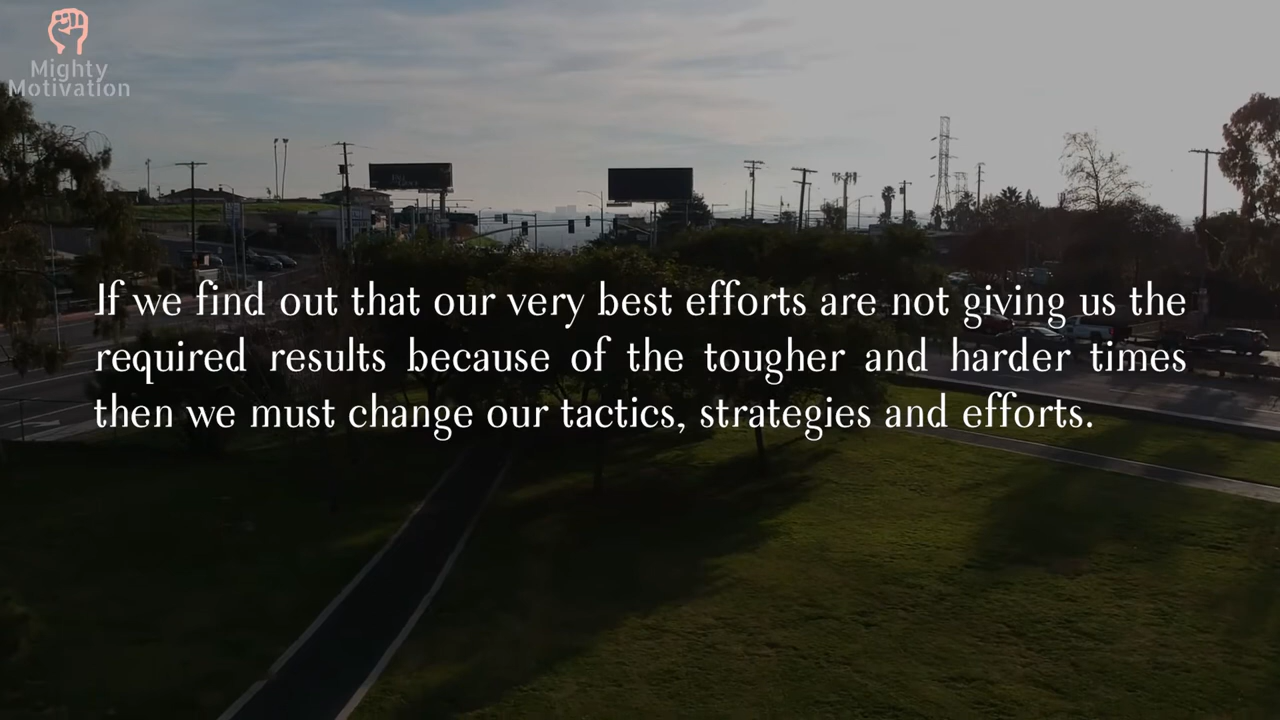 Mighty
Motivation
If we find out that our very best efforts are not giving us the
required results because of the tougher and harder times
then we must change our tactics, strategies and efforts.